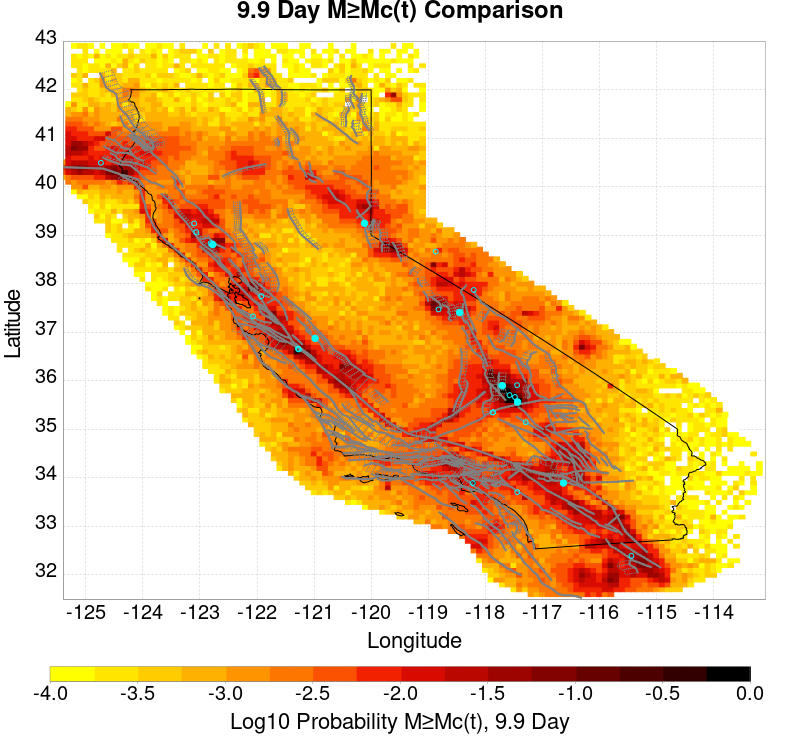 9.9 Day M≥Mc(t) Comparison
43
42
41
40
39
38
37
36
35
34
33
32
Latitude
-125 -124 -123 -122 -121 -120 -119 -118 -117 -116 -115 -114
Longitude
-4.0 -3.5 -3.0 -2.5 -2.0 -1.5 -1.0 -0.5 0.0
Log10 Probability M≥Mc(t), 9.9 Day